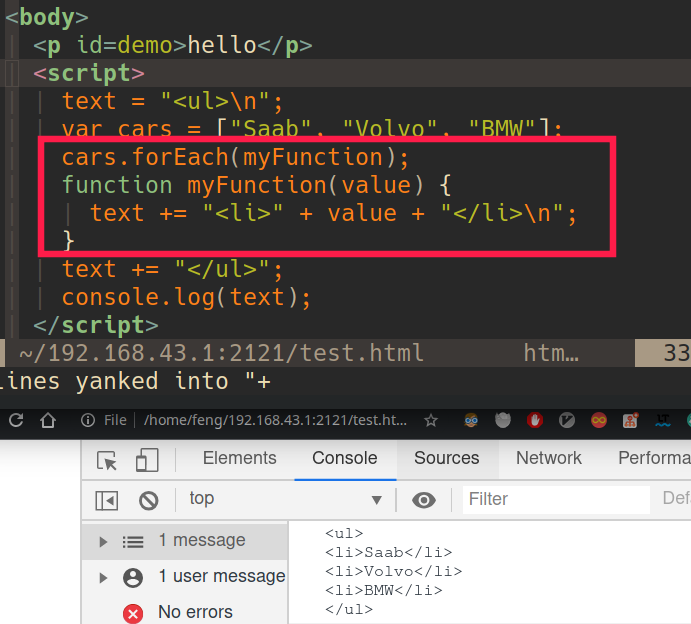 <body>
<p id=demo>hello</p>
<script>
text = "<ul>\n";
var cars = ["Saab", "Volvo", "BMW"];
cars.forEach(myFunction);
function myFunction(value) {
text += "<li>" + value + "</li>\n";
}
text += "</ul>";
console.log(text);
</script>
~/192.168.43.1:2121/test.html htm… 33
lines yanked into "+
File /home/feng/192.168.43.1:2121/test.ht...
Elements Console Sources Network Performa
top Filter Def
1 message
1 user message
No errors
<ul>
<li>Saab</li>
<li>Volvo</li>
<li>BMW</li>
</ul>